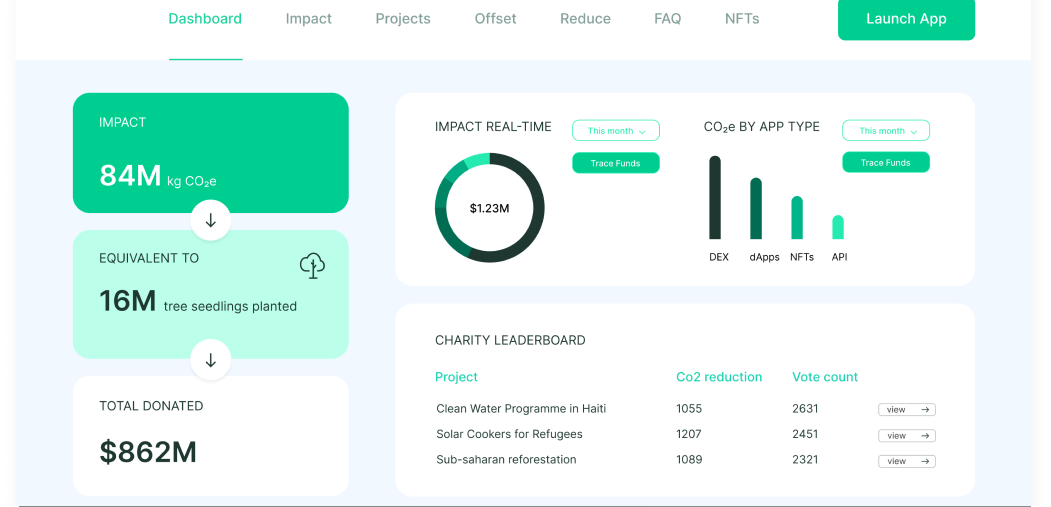 Dashboard Impact Projects Offset Reduce FAQ NFTs Launch App
IMPACT
84M kg CO₂e
EQUIVALENT TO
16M tree seedlings planted
TOTAL DONATED
$862M
IMPACT REAL-TIME
This month
Trace Funds
$1.23M
CO₂e BY APP TYPE
This month
Trace Funds
DEX dApps NFTs API
CHARITY LEADERBOARD
Project Co2 reduction Vote count
Clean Water Programme in Haiti 1055 2631 view
Solar Cookers for Refugees 1207 2451 view
Sub-saharan reforestation 1089 2321 view